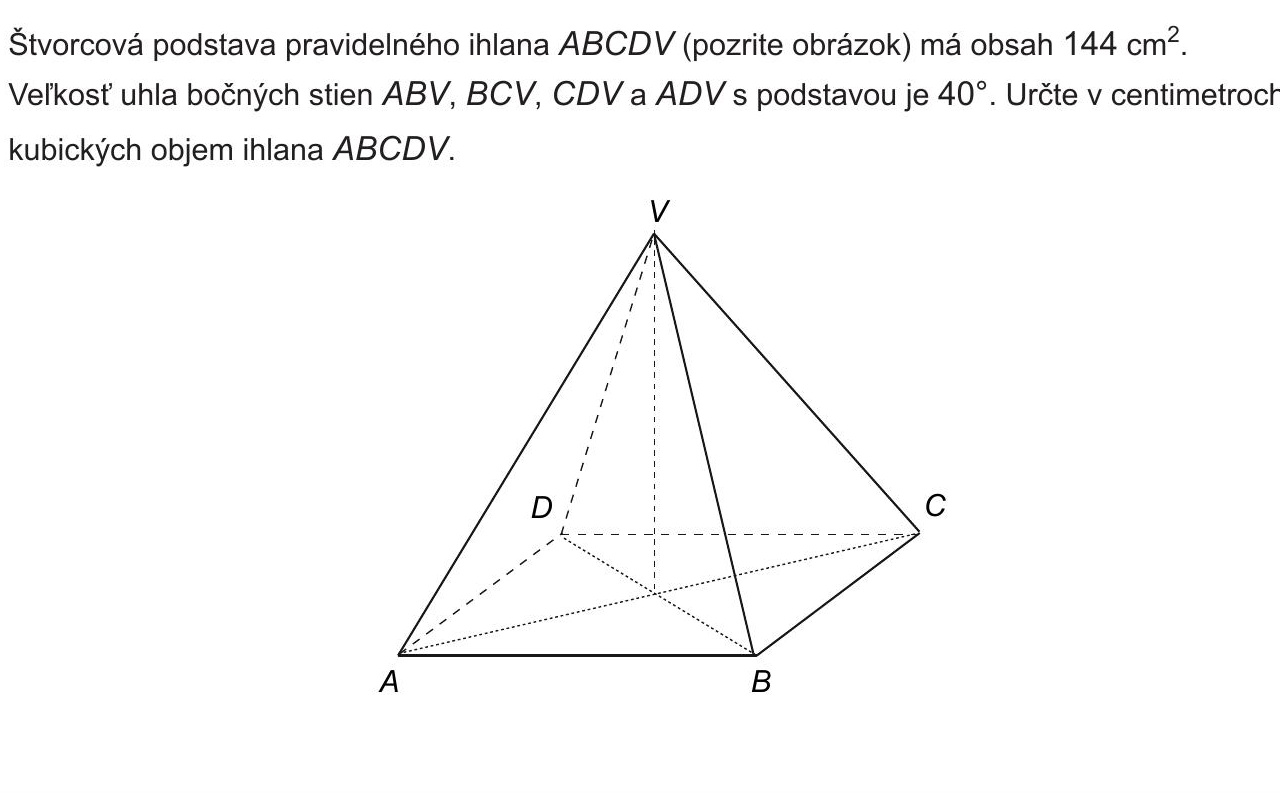 Štvorcová podstava pravidelného ihlana ABCDV (pozrite obrázok) má obsah 144 cm².
Veľkosť uhla bočných stien ABV, BCV, CDV a ADV s podstavou je 40°. Určte v centimetroch
kubických objem ihlana ABCDV.
V
D
C
A
B